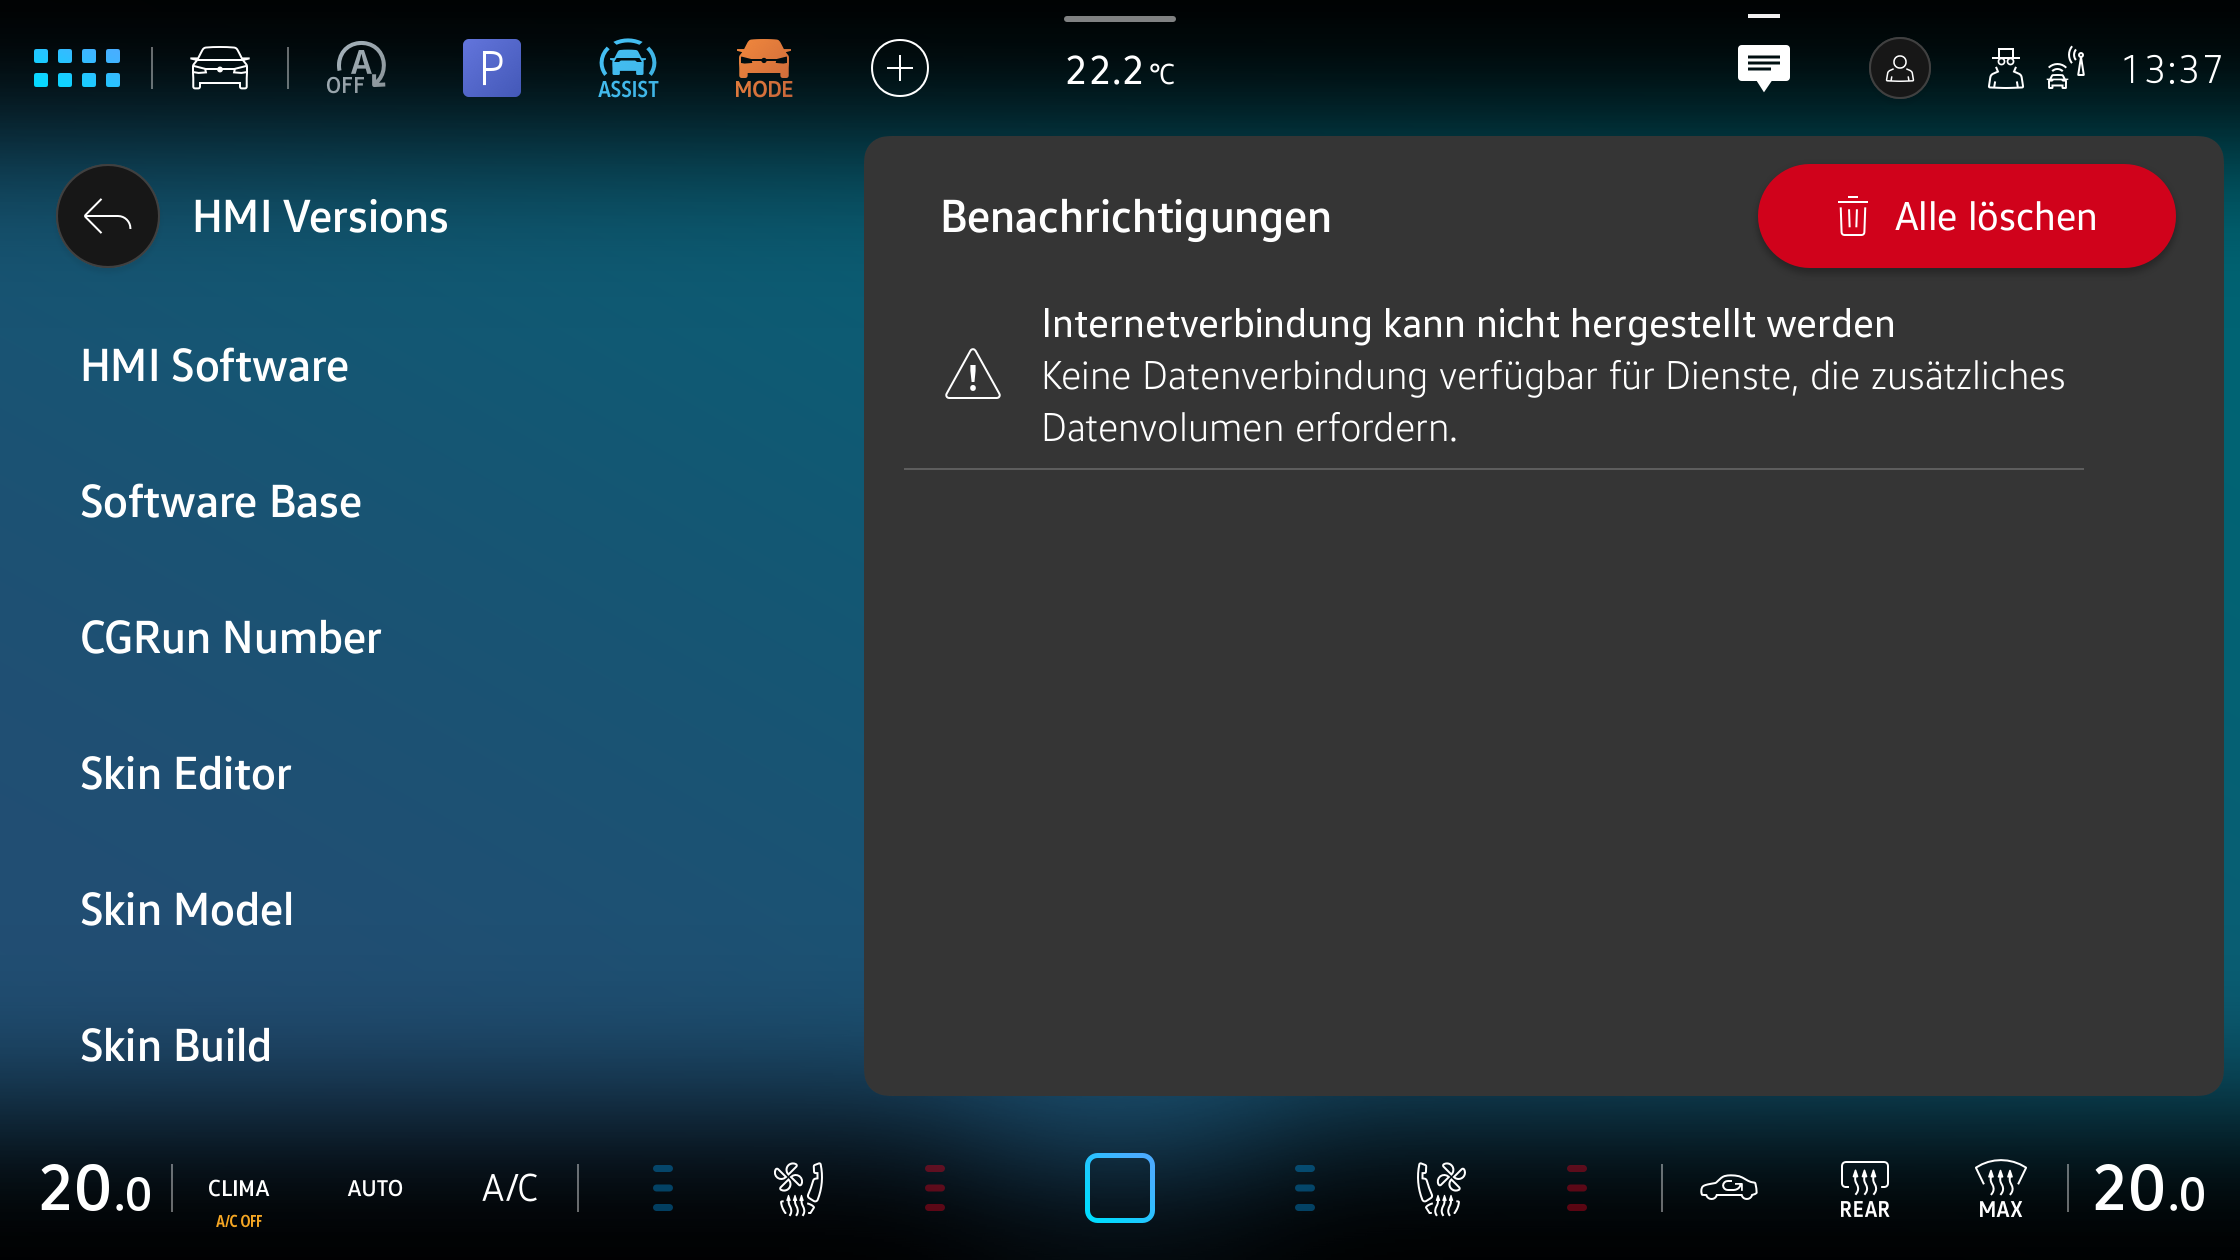 A
OFF
P
ASSIST
MODE
22.2 °C
13:37
HMI Versions
HMI Software
Software Base
CGRun Number
Skin Editor
Skin Model
Skin Build
Benachrichtigungen
Alle löschen
Internetverbindung kann nicht hergestellt werden
Keine Datenverbindung verfügbar für Dienste, die zusätzliches
Datenvolumen erfordern.
20.0
CLIMA
A/C OFF
AUTO
A/C
REAR
MAX
20.0